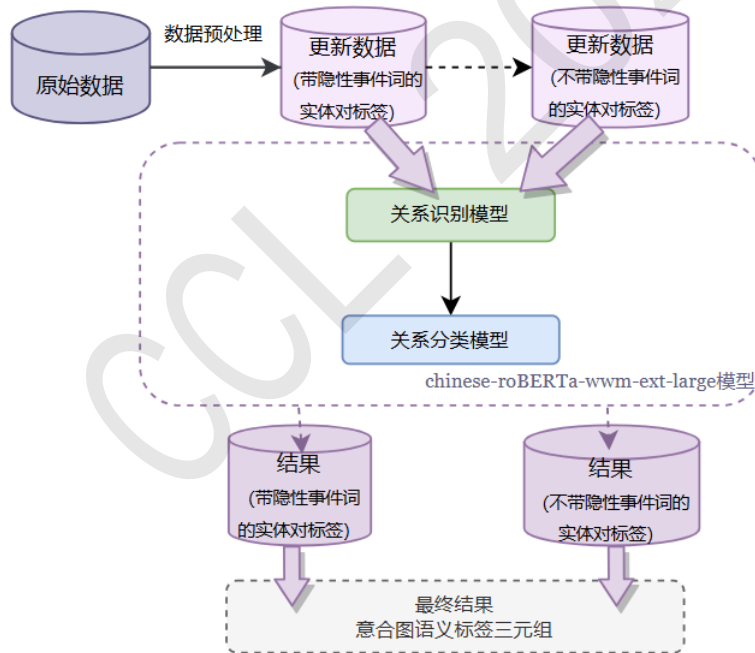 数据预处理
原始数据
更新数据
(带隐性事件词的
实体对标签)
更新数据
(不带隐性事件词
的实体对标签)
关系识别模型
关系分类模型
chinese-roBERTa-wwm-ext-large模型
结果
(带隐性事件词
的实体对标签)
结果
(不带隐性事件词的
实体对标签)
最终结果
意合图语义标签三元组
CCL 20